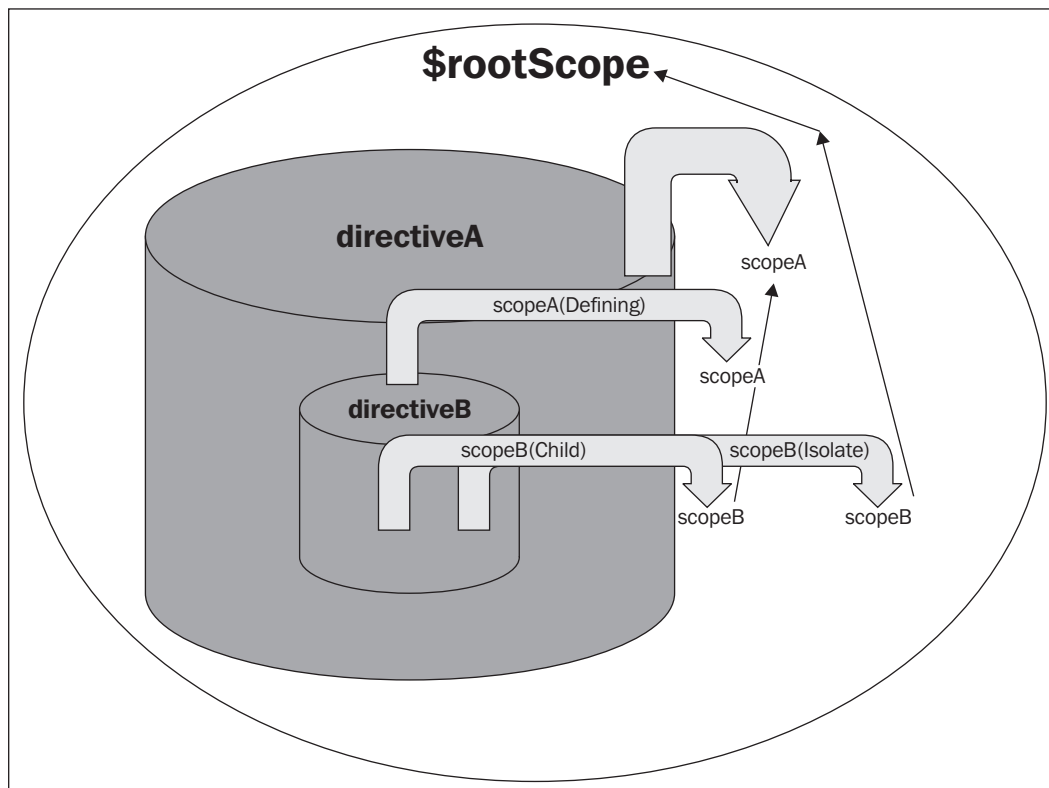 $rootScope
directiveA
scopeA
scopeA(Defining)
scopeA
directiveB
scopeB(Child)
scopeB(Isolate)
scopeB
scopeB